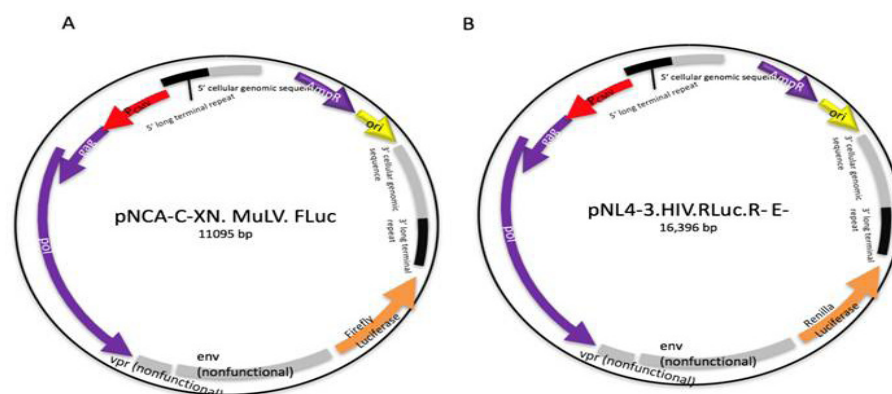 A
5' cellular genomic sequence
5' long terminal repeat
AmpR
ori
3' cellular genomic
sequence
3' long terminal
repeat
Firefly
Luciferase
env
(nonfunctional)
vpr (nonfunctional)
pol
gag
pNCA-C-XN. MuLV. FLuc
11095 bp
B
5' cellular genomic sequence
5' long terminal repeat
AmpR
ori
3' cellular genomic
sequence
3' long terminal
repeat
Renilla
Luciferase
env
(nonfunctional)
vpr (nonfunctional)
pol
gag
pNL4-3.HIV.RLuc.R- E-
16,396 bp